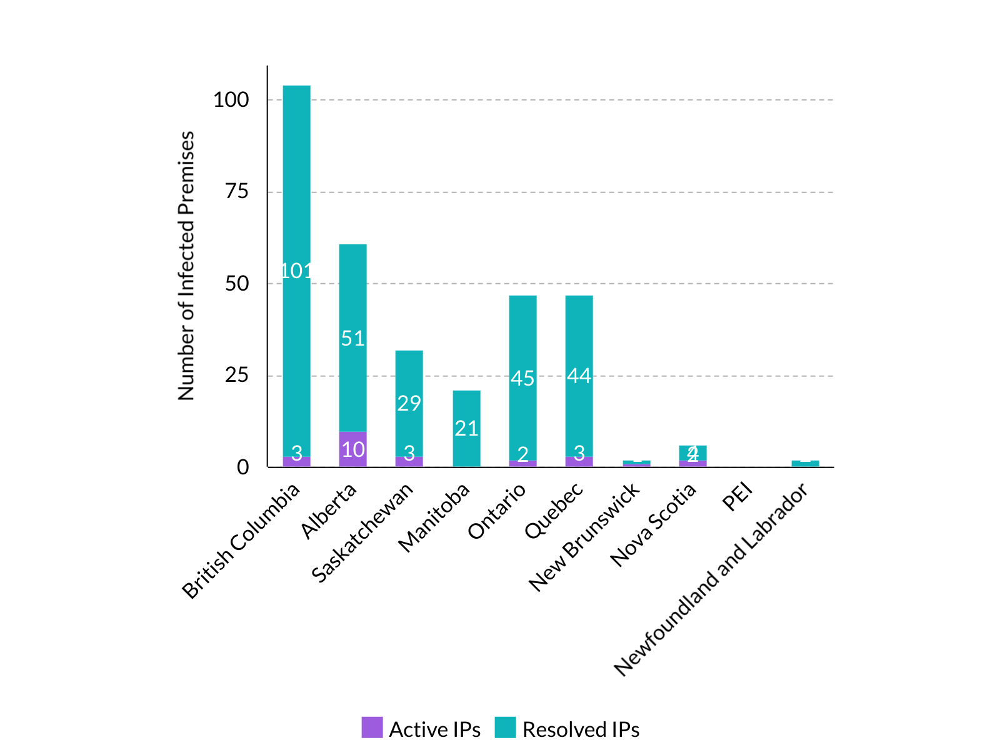 Number of Infected Premises
100
75
50
25
0
101
3
51
10
29
3
21
45
2
44
3
4
2
British Columbia
Alberta
Saskatchewan
Manitoba
Ontario
Quebec
New Brunswick
Nova Scotia
PEI
Newfoundland and Labrador
Active IPs
Resolved IPs